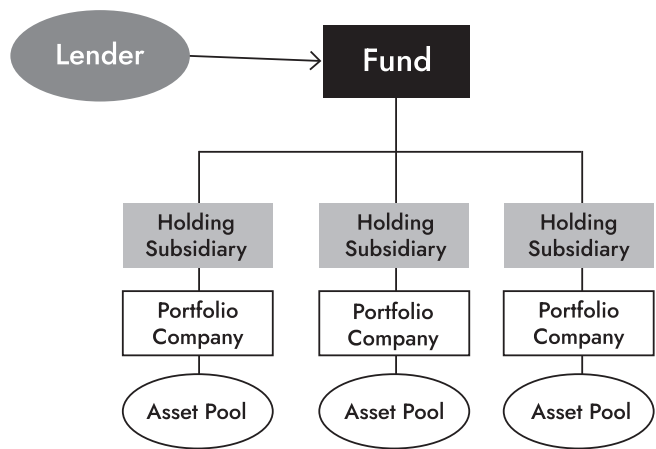 Lender
Fund
Holding
Subsidiary
Holding
Subsidiary
Holding
Subsidiary
Portfolio
Company
Portfolio
Company
Portfolio
Company
Asset Pool
Asset Pool
Asset Pool